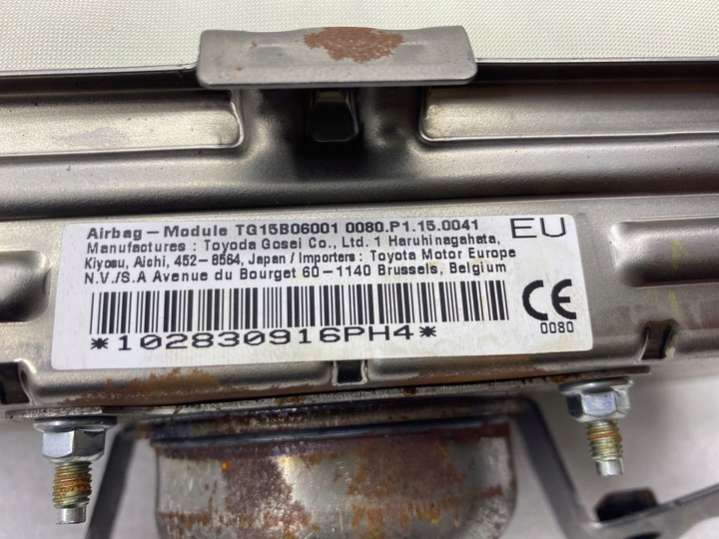 Airbag – Module TG15B06001 0080.P1.15.0041
EU
Manufactures : Toyoda Gosei Co., Ltd. 1 Haruhinagahata,
Kiyosu, Aichi, 452–8564, Japan / Importers : Toyota Motor Europe
N.V./S.A Avenue du Bourget 60–1140 Brussels, Belgium
CE
0080
*102830916PH4*